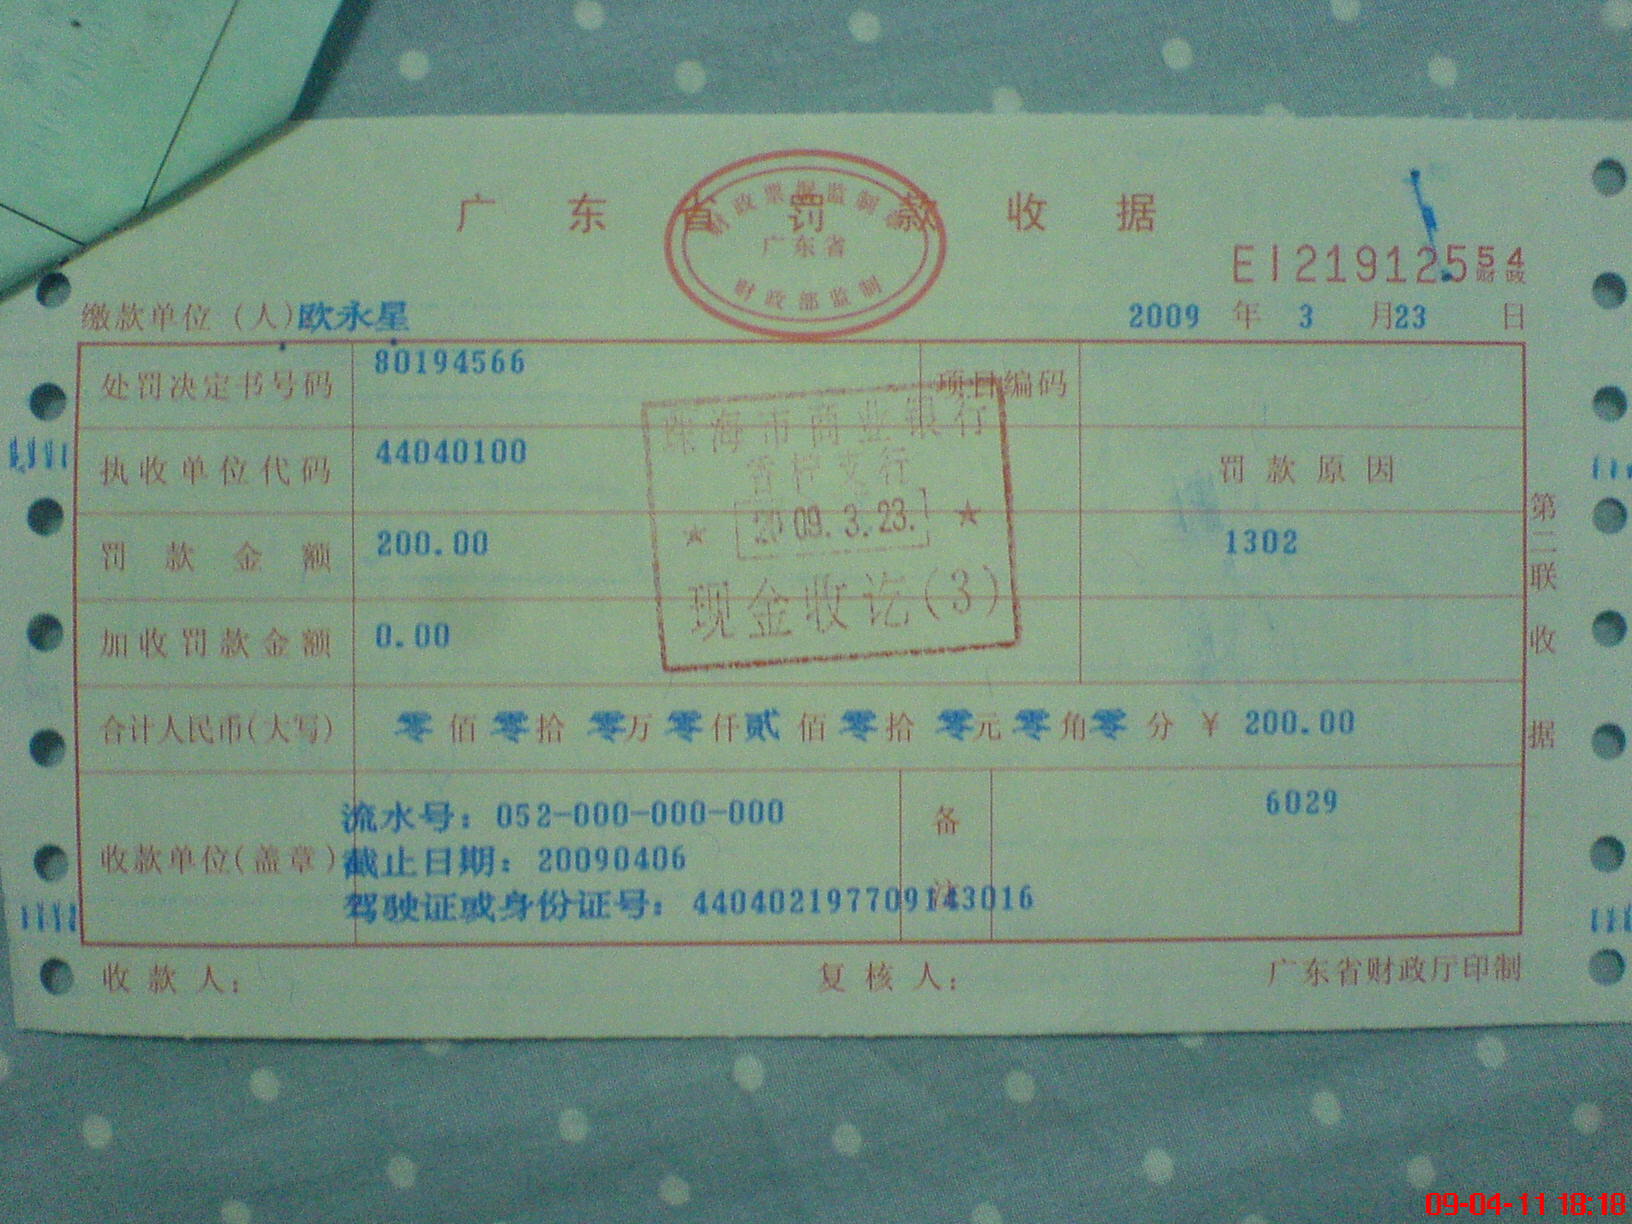 广东省罚款收据
财政票据监制章
广东省
财政部监制
EI21912554
财政
缴款单位（人）欧永星
2009 年 3 月 23 日
处罚决定书号码 80194566 项目编码
执收单位代码 44040100 罚款原因
罚款金额 200.00 1302
加收罚款金额 0.00
珠海市商业银行
香柠支行
★ 2009.3.23. ★
现金收讫(3)
合计人民币(大写) 零佰零拾零万零仟贰佰零拾零元零角零分 ¥ 200.00
收款单位(盖章) 流水号: 052-000-000-000 备注 6029
截止日期: 20090406
驾驶证或身份证号: 440402197709143016
第二联 收据
收款人: 复核人: 广东省财政厅印制
09-04-11 18:18